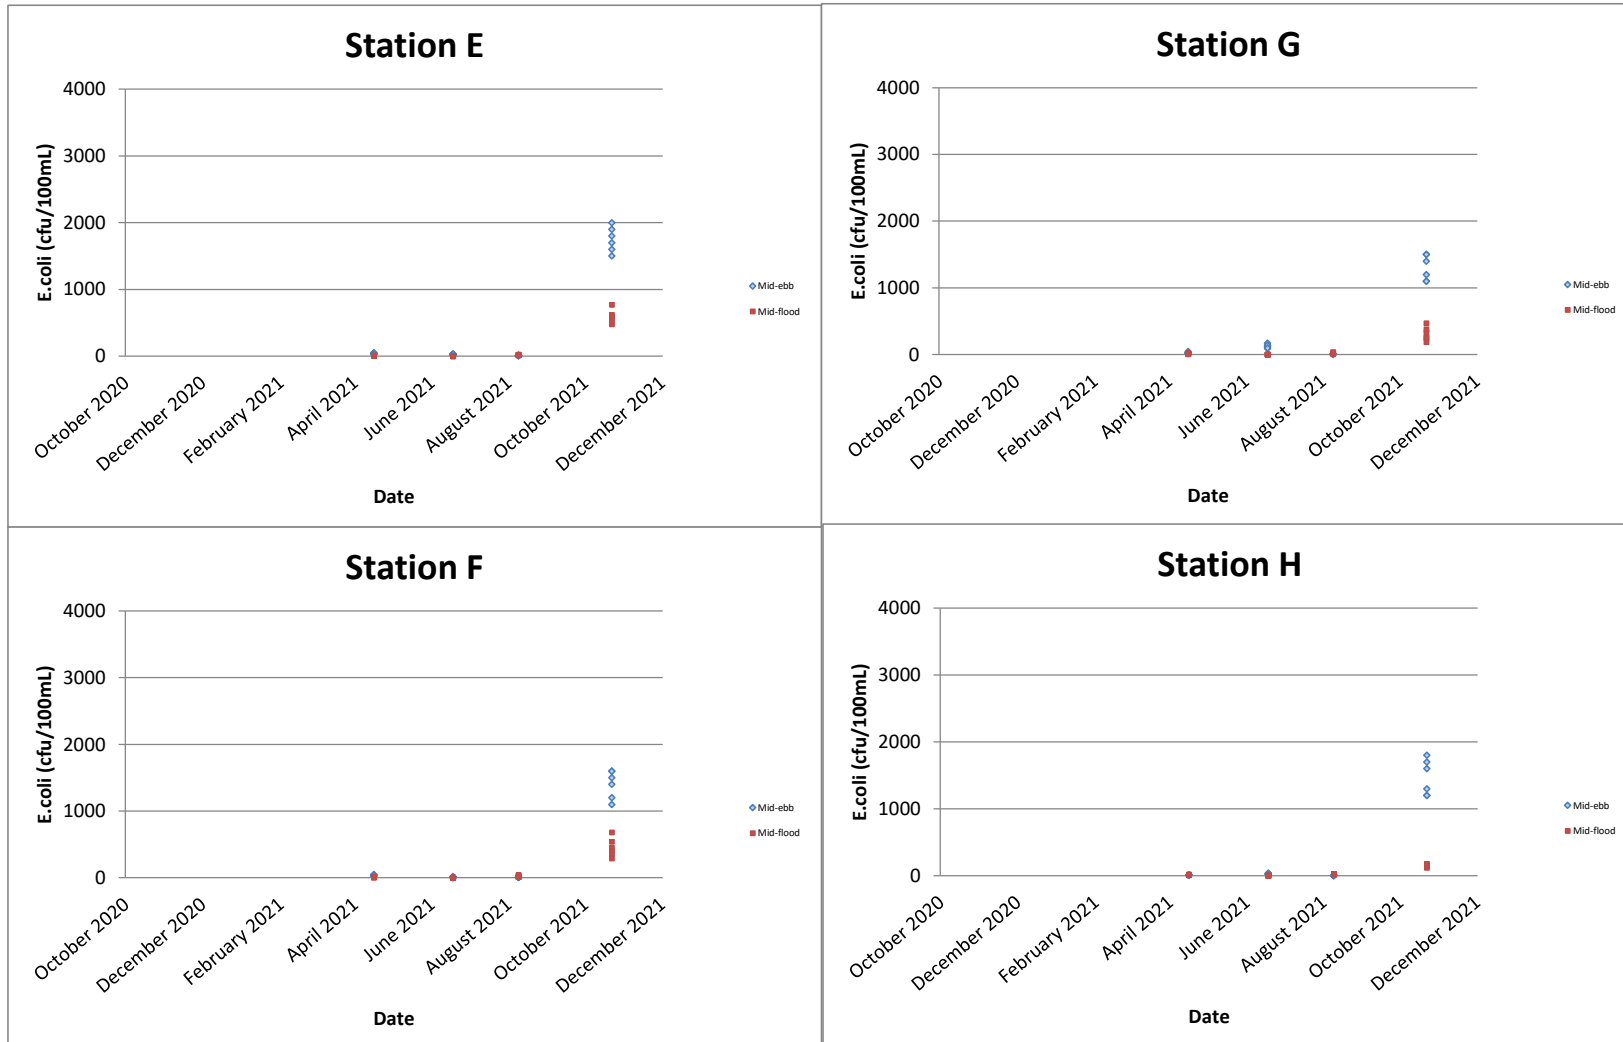 Station E
E.coli (cfu/100mL)
4000
3000
2000
1000
0
October 2020
December 2020
February 2021
April 2021
June 2021
August 2021
October 2021
December 2021
Date
Mid-ebb
Mid-flood
Station G
E.coli (cfu/100mL)
4000
3000
2000
1000
0
October 2020
December 2020
February 2021
April 2021
June 2021
August 2021
October 2021
December 2021
Date
Mid-ebb
Mid-flood
Station F
E.coli (cfu/100mL)
4000
3000
2000
1000
0
October 2020
December 2020
February 2021
April 2021
June 2021
August 2021
October 2021
December 2021
Date
Mid-ebb
Mid-flood
Station H
E.coli (cfu/100mL)
4000
3000
2000
1000
0
October 2020
December 2020
February 2021
April 2021
June 2021
August 2021
October 2021
December 2021
Date
Mid-ebb
Mid-flood